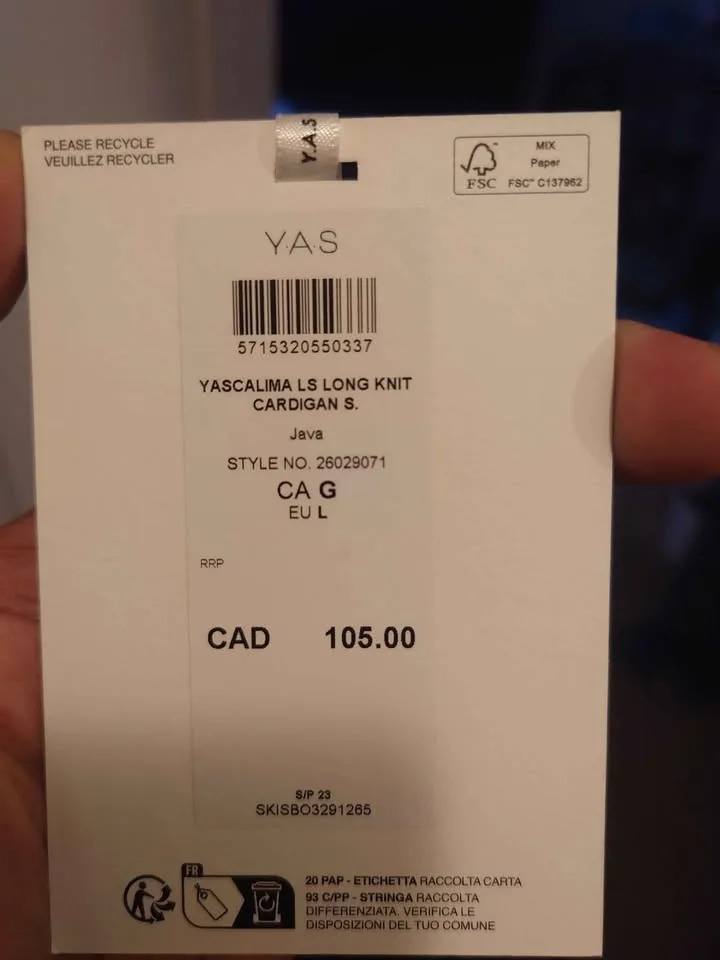 PLEASE RECYCLE
VEUILLEZ RECYCLER
Y.A.S
MIX
Paper
FSC
FSC™ C137962
Y.A.S
5715320550337
YASCALIMA LS LONG KNIT
CARDIGAN S.
Java
STYLE NO. 26029071
CA G
EU L
RRP
CAD 105.00
S/P 23
SKISBO3291265
FR
20 PAP - ETICHETTA RACCOLTA CARTA
93 C/PP - STRINGA RACCOLTA
DIFFERENZIATA. VERIFICA LE
DISPOSIZIONI DEL TUO COMUNE